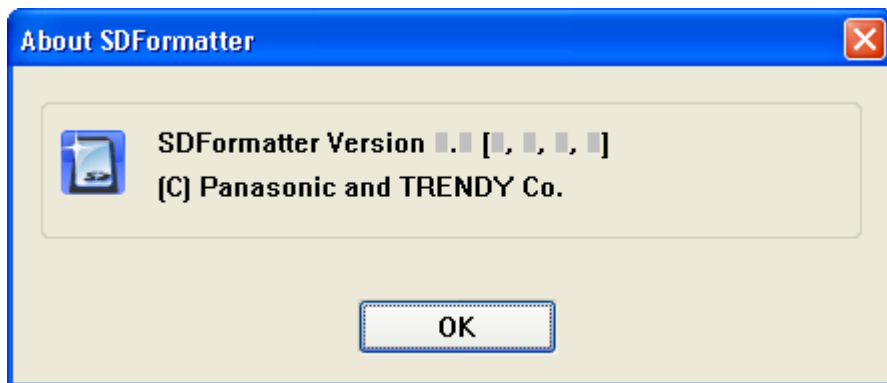 About SDFormatter
SDFormatter Version . [, , , ]
(C) Panasonic and TRENDY Co.
OK